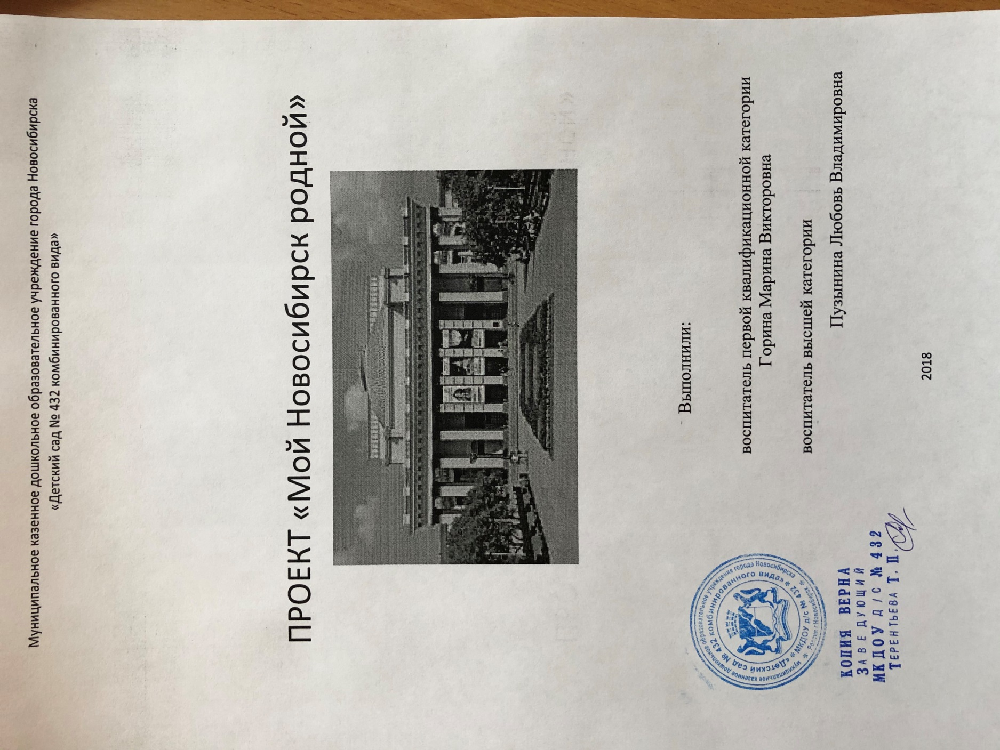 Муниципальное казенное дошкольное образовательное учреждение города Новосибирска
«Детский сад № 432 комбинированного вида»
ПРОЕКТ «Мой Новосибирск родной»
Выполнили:
воспитатель первой квалификационной категории
Горина Марина Викторовна
воспитатель высшей категории
Пузынина Любовь Владимировна
муниципальное казенное дошкольное образовательное учреждение города Новосибирска
* Россия г.Новосибирск *
«Детский сад № 432 комбинированного вида»
* МКДОУ д/с № 432 *
КОПИЯ ВЕРНА
ЗАВЕДУЮЩИЙ
МКДОУ Д/С № 432
ТЕРЕНТЬЕВА Т. П.
2018